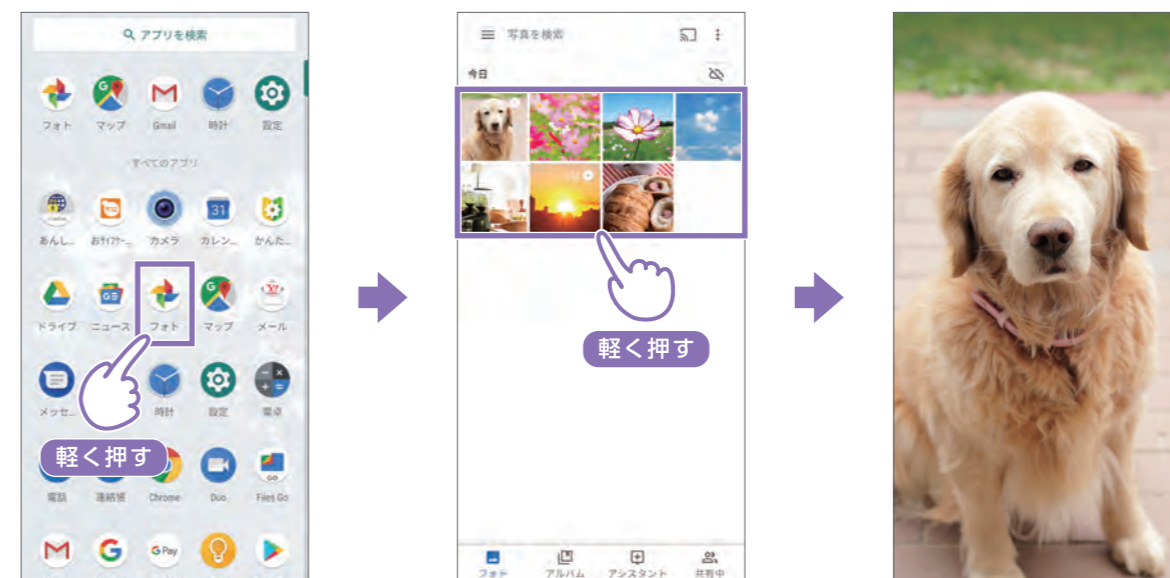 アプリを検索
フォト マップ Gmail 時計 設定
すべてのアプリ
あんし… カメラ カレン… かんた…
31
ドライブ ニュース フォト マップ メール
GE
Y!
メッセ… 時計 設定 電卓
軽く押す
電話 連絡帳 Chrome Duo Files Go
GO
G Pay
写真を検索
今日
軽く押す
フォト アルバム アシスタント 共有中